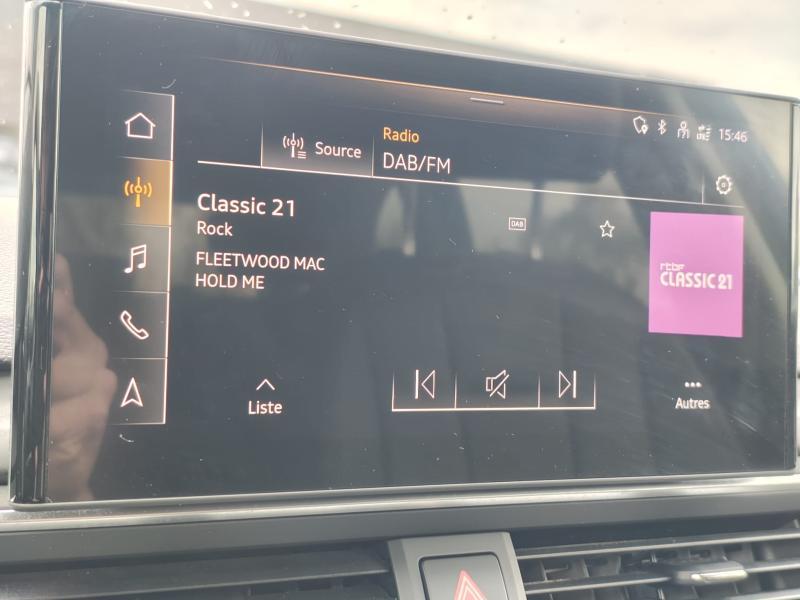 15:46
Source
Radio
DAB/FM
Classic 21
Rock
DAB
FLEETWOOD MAC
HOLD ME
rtbf
CLASSIC 21
Liste
Autres